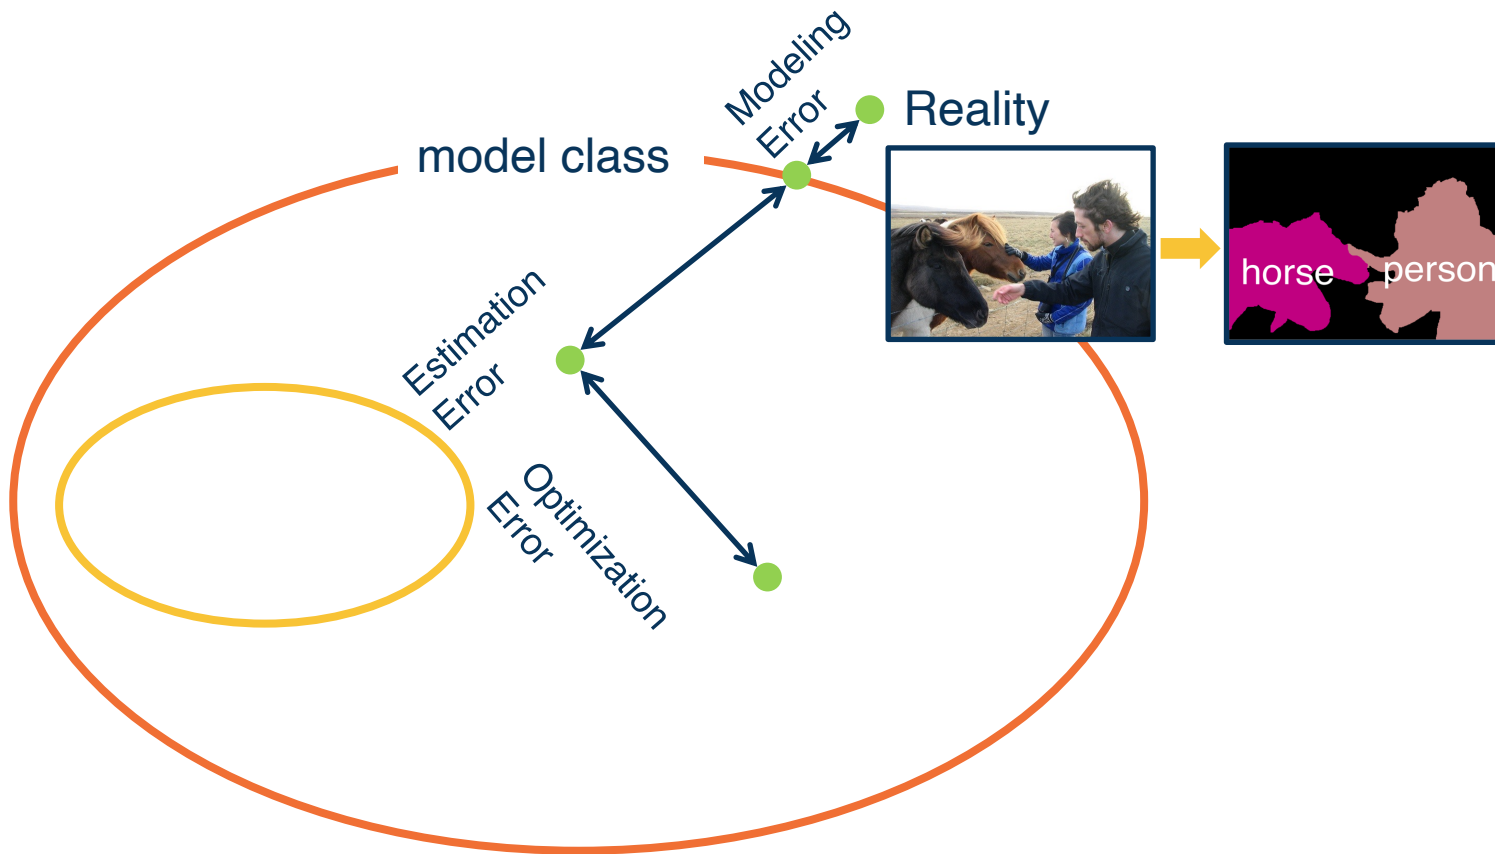 Modeling
Error
Reality
model class
horse
person
Estimation
Error
Optimization
Error